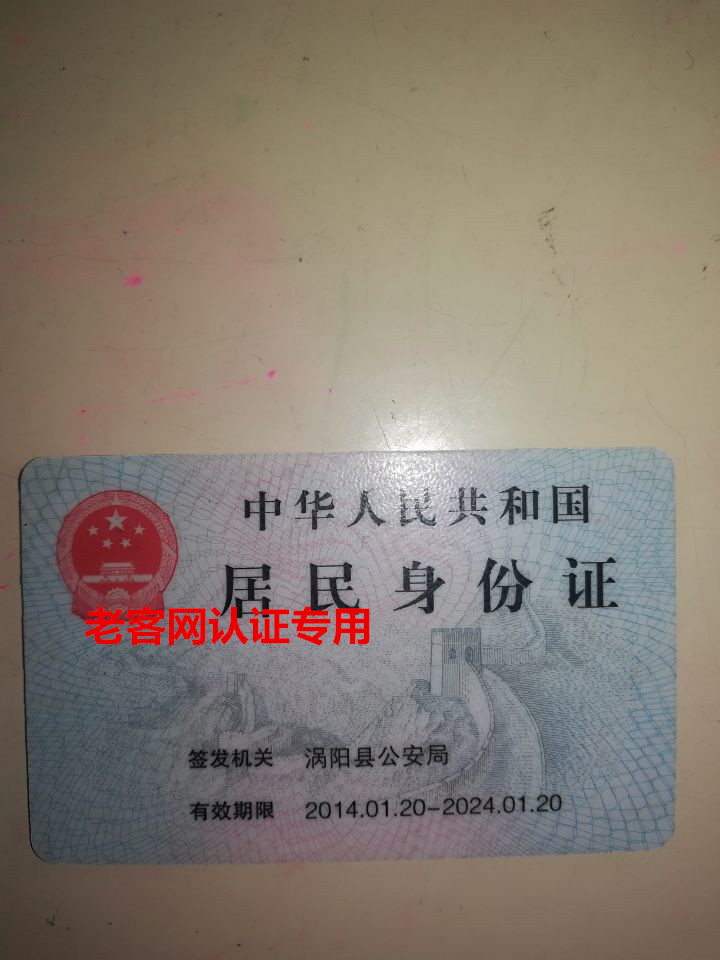 中华人民共和国
居民身份证
老客网认证专用
签发机关 涡阳县公安局
有效期限 2014.01.20-2024.01.20